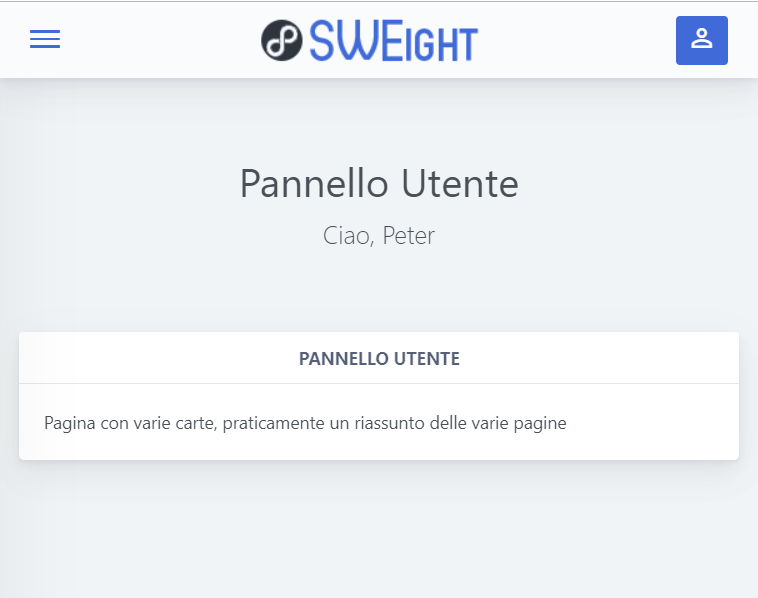 SWEIGHT
Pannello Utente
Ciao, Peter
PANNELLO UTENTE
Pagina con varie carte, praticamente un riassunto delle varie pagine